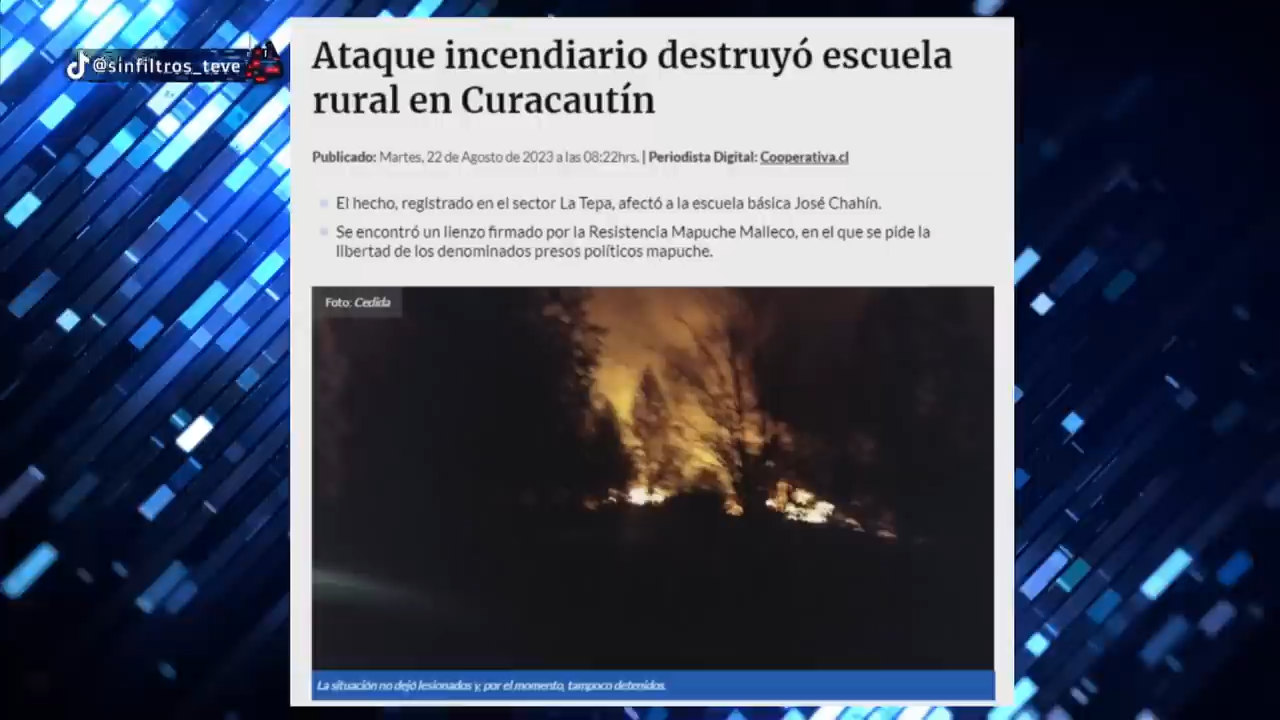 @sinfiltros_teve
Ataque incendiario destruyó escuela
rural en Curacautín
Publicado: Martes, 22 de Agosto de 2023 a las 08:22hrs. | Periodista Digital: Cooperativa.cl
El hecho, registrado en el sector La Tepa, afectó a la escuela básica José Chahín.
Se encontró un lienzo firmado por la Resistencia Mapuche Malleco, en el que se pide la
libertad de los denominados presos políticos mapuche.
Foto: Cedida
La situación no dejó lesionados y, por el momento, tampoco detenidos.